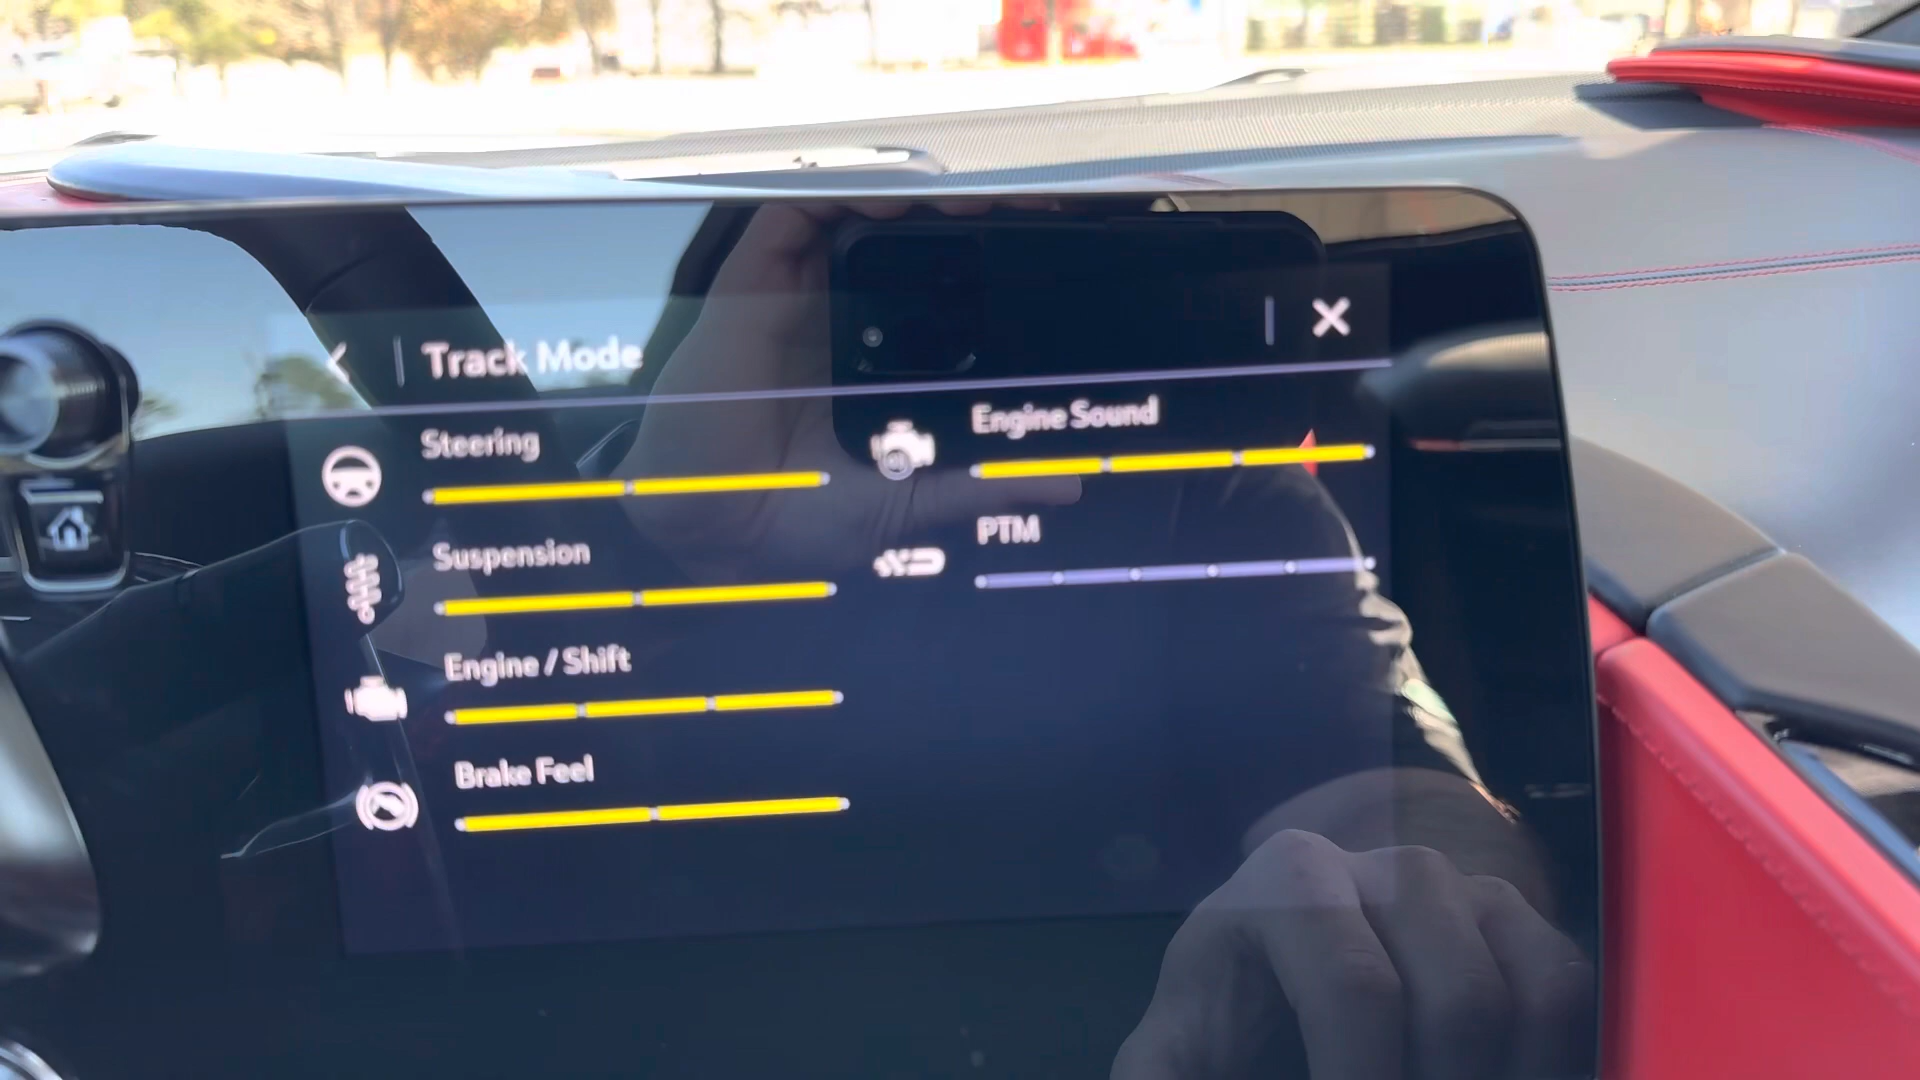 Track Mode
Steering
Suspension
Engine / Shift
Brake Feel
Engine Sound
PTM